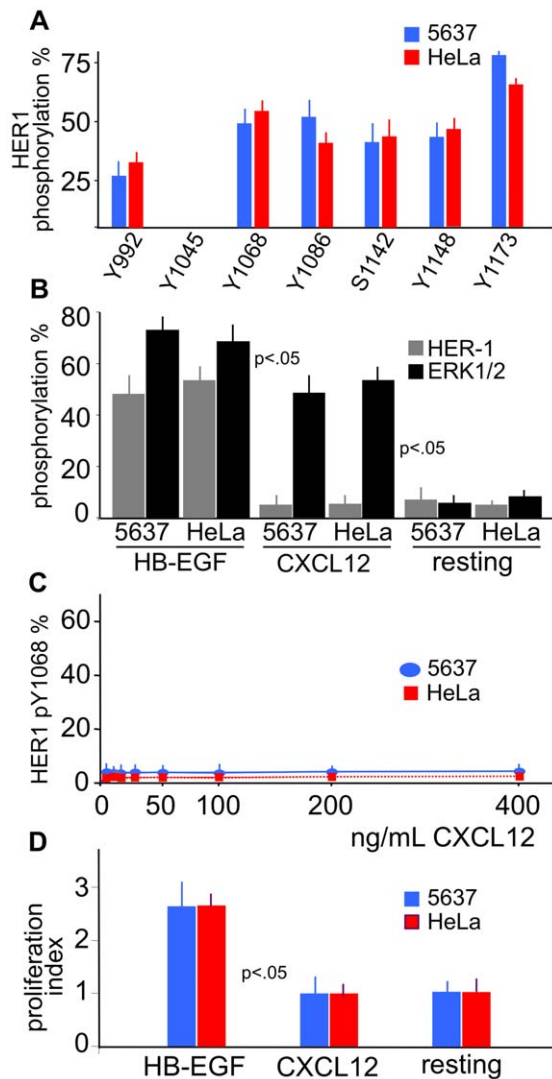 A
5637
HeLa
HER1
phosphorylation %
75
50
25
Y992
Y1045
Y1068
Y1086
S1142
Y1148
Y1173
B
phosphorylation %
80
60
40
20
0
p<.05
HER-1
ERK1/2
p<.05
5637 HeLa 5637 HeLa 5637 HeLa
HB-EGF CXCL12 resting
C
HER1 pY1068 %
60
40
20
0
5637
HeLa
0 50 100 200 400
ng/mL CXCL12
D
proliferation
index
3
2
1
0
5637
HeLa
p<.05
HB-EGF CXCL12 resting